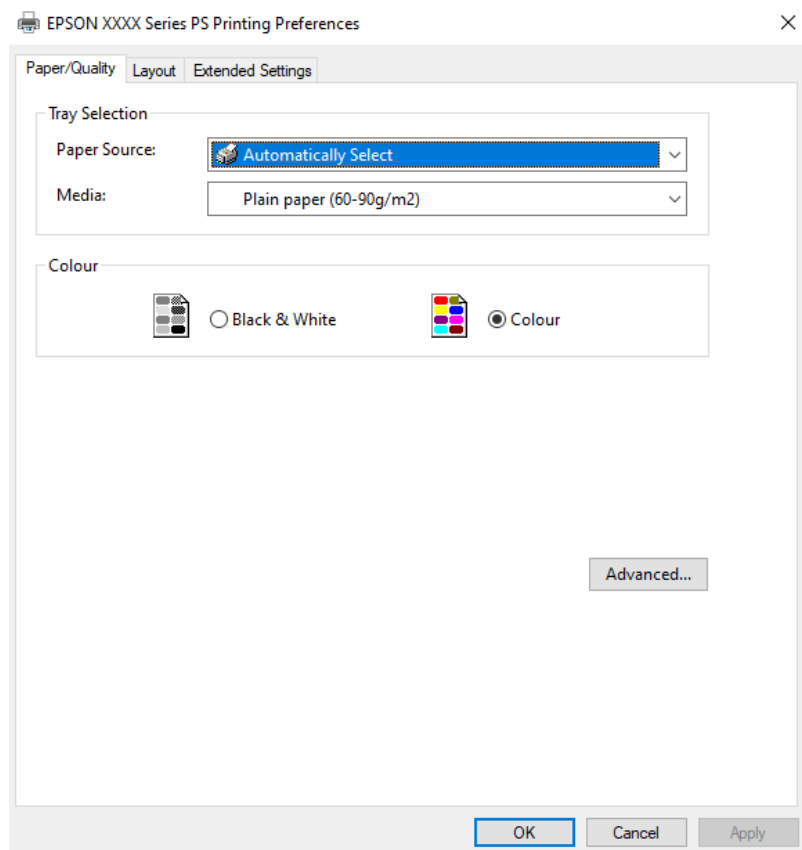 EPSON XXXX Series PS Printing Preferences
Paper/Quality Layout Extended Settings
Tray Selection
Paper Source: Automatically Select
Media: Plain paper (60-90g/m2)
Colour
Black & White Colour
Advanced...
OK Cancel Apply